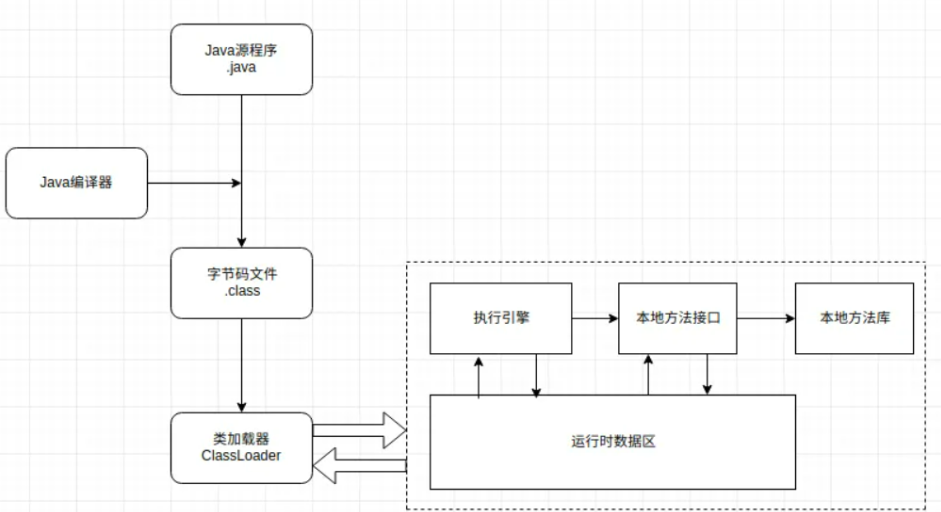 Java源程序
.java
Java编译器
字节码文件
.class
执行引擎
本地方法接口
本地方法库
类加载器
ClassLoader
运行时数据区